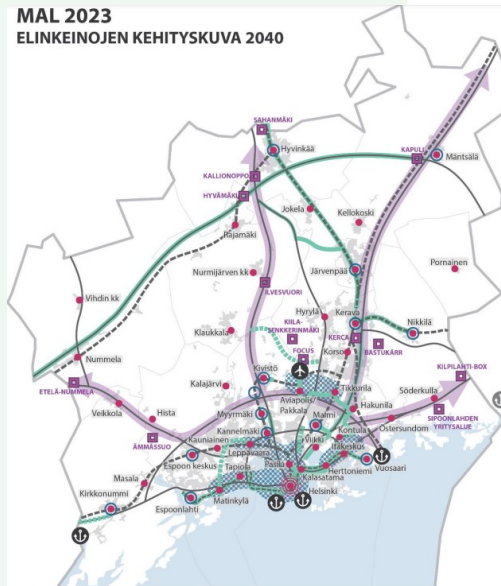 MAL 2023
ELINKEINOJEN KEHITYSKUVA 2040
SAHANMÄKI
Hyvinkää
KAPULI
Mäntsälä
KALLIONOPPO
HYVÄMÄKI
Jokela
Kellokoski
Rajamäki
Nurmijärven kk
Järvenpää
Pornainen
Vihdin kk
ILVESVUORI
Hyrylä
Kerava
Nikkilä
Klaukkala
KIILA-
SENKKERINMÄKI
KERCA
BASTUKÄRR
FOCUS
Korso
Nummela
Kivistö
KILPILAHTI-BOX
ETELÄ-NUMMELA
Kalajärvi
Aviapolis/
Pakkala
Tikkurila
Söderkulla
Veikkola
Hista
Myyrmäki
Malmi
Hakunila
SIPOONLAHDEN
YRITYSALUE
Kannelmäki
Kontula
Östersundom
ÄMMÄSSUO
Kauniainen
Viikki
Itäkeskus
Leppävaara
Espoon keskus
Pasila
Herttoniemi
Vuosaari
Masala
Tapiola
Kalasatama
Kirkkonummi
Matinkylä
Helsinki
Espoonlahti